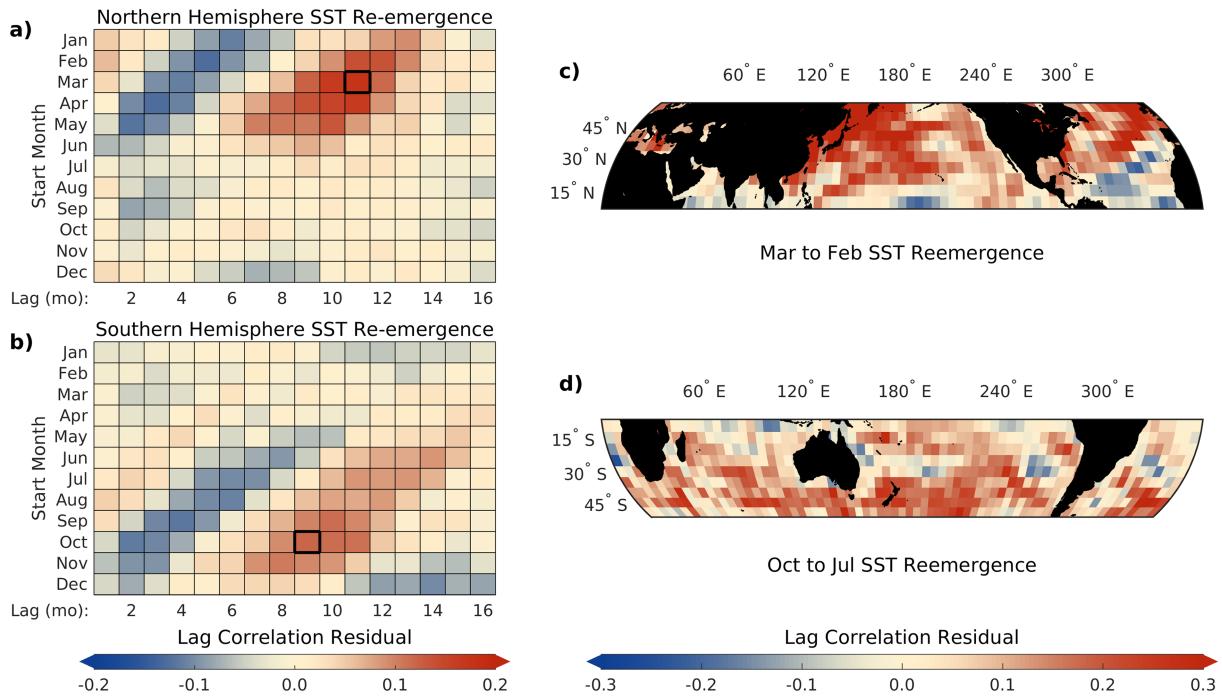 a)
Northern Hemisphere SST Re-emergence
Start Month
Jan
Feb
Mar
Apr
May
Jun
Jul
Aug
Sep
Oct
Nov
Dec
Lag (mo): 2 4 6 8 10 12 14 16
b)
Southern Hemisphere SST Re-emergence
Start Month
Jan
Feb
Mar
Apr
May
Jun
Jul
Aug
Sep
Oct
Nov
Dec
Lag (mo): 2 4 6 8 10 12 14 16
Lag Correlation Residual
-0.2 -0.1 0.0 0.1 0.2
c)
60° E 120° E 180° E 240° E 300° E
45° N
30° N
15° N
Mar to Feb SST Reemergence
d)
60° E 120° E 180° E 240° E 300° E
15° S
30° S
45° S
Oct to Jul SST Reemergence
Lag Correlation Residual
-0.3 -0.2 -0.1 0.0 0.1 0.2 0.3